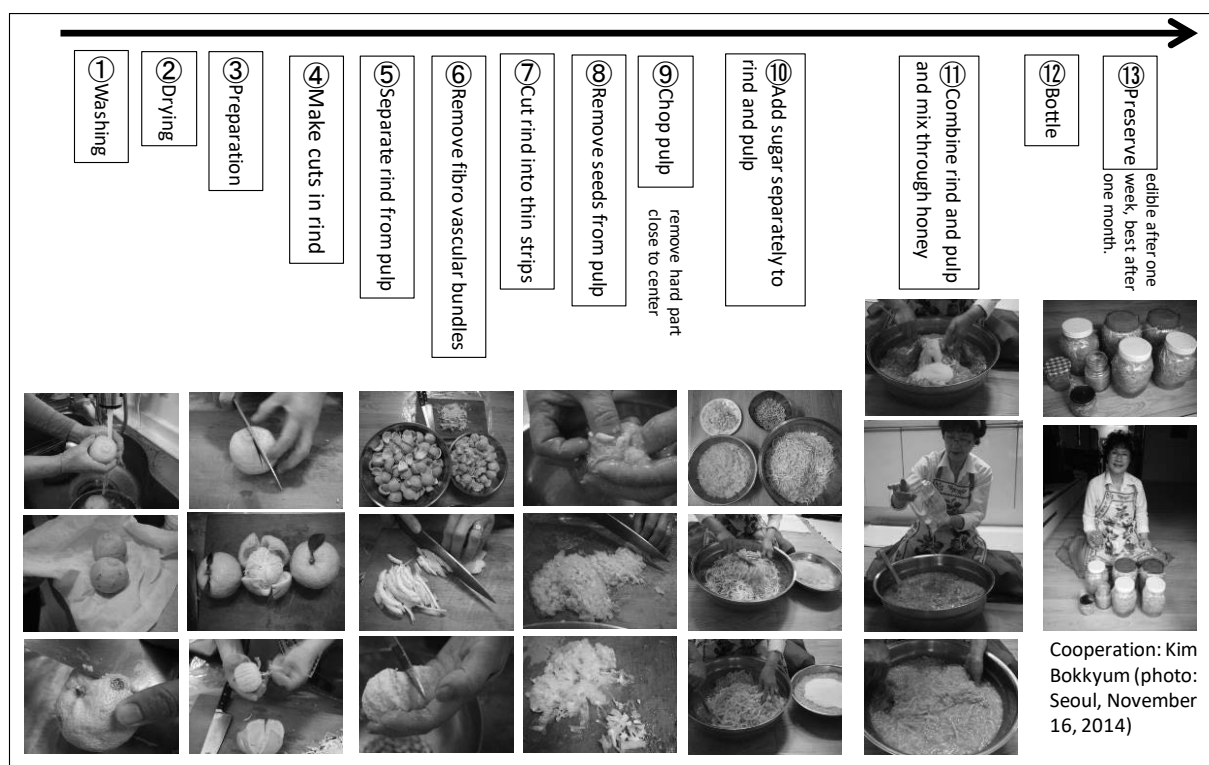 ①Washing
②Drying
③Preparation
④Make cuts in rind
⑤Separate rind from pulp
⑥Remove fibro vascular bundles
⑦Cut rind into thin strips
⑧Remove seeds from pulp
⑨Chop pulp
remove hard part
close to center
⑩Add sugar separately to
rind and pulp
⑪Combine rind and pulp
and mix through honey
⑫Bottle
⑬Preserve
edible after one
week, best after
one month.
Cooperation: Kim
Bokkyum (photo:
Seoul, November
16, 2014)